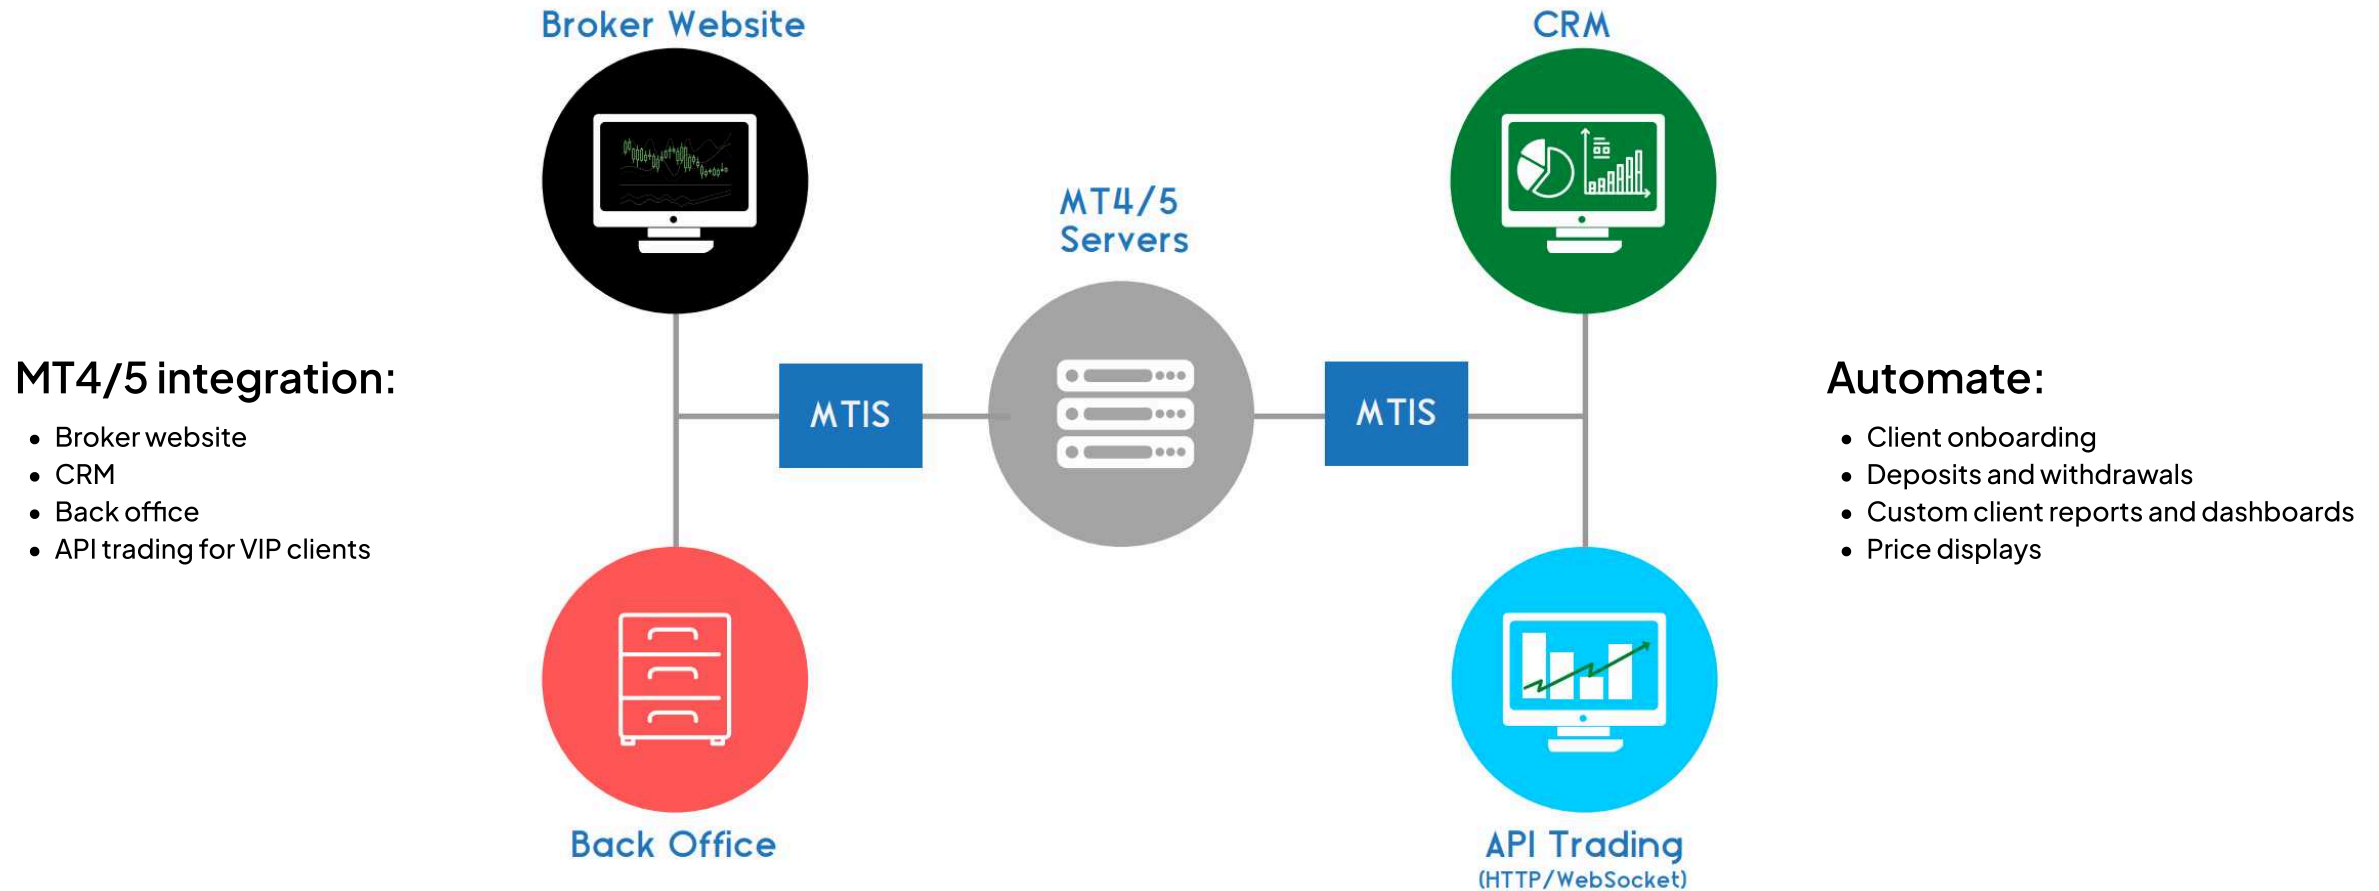 Broker Website
CRM
MT4/5
Servers
MT4/5 integration:
• Broker website
• CRM
• Back office
• API trading for VIP clients
MTIS
MTIS
Automate:
• Client onboarding
• Deposits and withdrawals
• Custom client reports and dashboards
• Price displays
Back Office
API Trading
(HTTP/WebSocket)